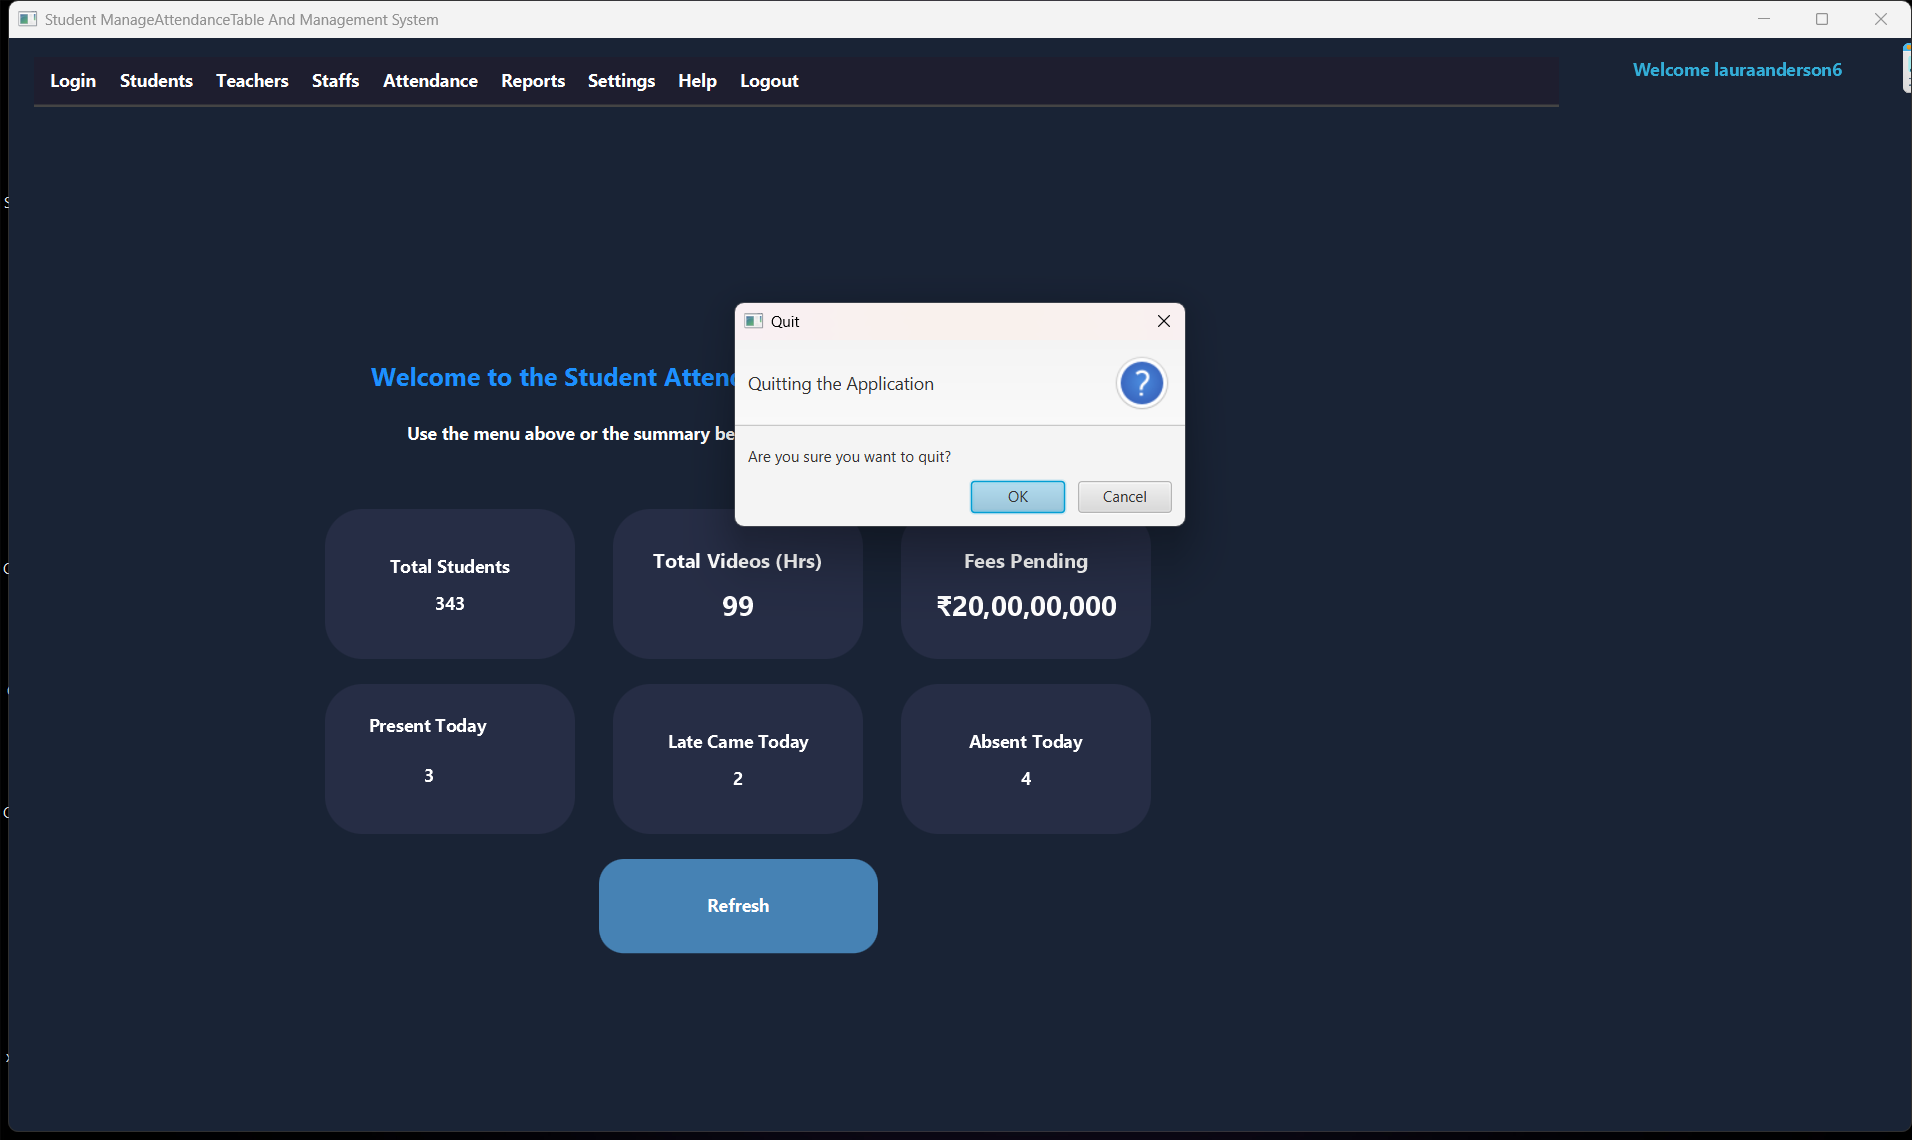 Student ManageAttendanceTable And Management System
Login Students Teachers Staffs Attendance Reports Settings Help Logout
Welcome lauraanderson6
Quit
Quitting the Application
Are you sure you want to quit?
OK Cancel
Welcome to the Student
Use the menu above or the summary
Total Students
343
Total Videos (Hrs)
99
Fees Pending
₹20,00,00,000
Present Today
3
Late Came Today
2
Absent Today
4
Refresh